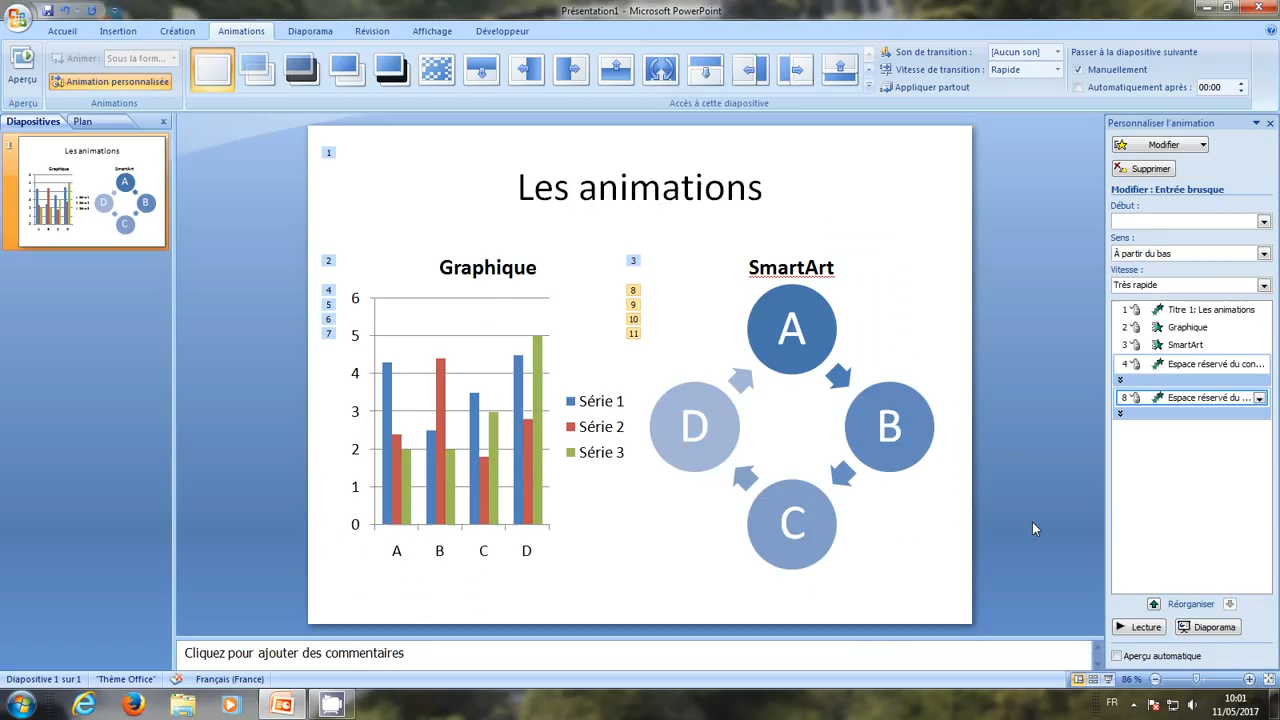 Présentation1 - Microsoft PowerPoint
Accueil
Insertion
Création
Animations
Diaporama
Révision
Affichage
Développeur
Aperçu
Aperçu
Animer :
Sous la form...
Animation personnalisée
Animations
Accès à cette diapositive
Son de transition :
[Aucun son]
Vitesse de transition :
Rapide
Appliquer partout
Passer à la diapositive suivante
Manuellement
Automatiquement après :
00:00
Diapositives
Plan
1
Les animations
Graphique
SmartArt
A
B
C
D
1
Les animations
2
Graphique
3
SmartArt
4
5
6
7
8
9
10
11
6
5
4
3
2
1
0
A
B
C
D
Série 1
Série 2
Série 3
A
B
C
D
Personnaliser l'animation
Modifier
Supprimer
Modifier : Entrée brusque
Début :
Sens :
À partir du bas
Vitesse :
Très rapide
1 Titre 1: Les animations
2 Graphique
3 SmartArt
4 Espace réservé du con...
8 Espace réservé du ...
Réorganiser
Lecture
Diaporama
Aperçu automatique
Cliquez pour ajouter des commentaires
Diapositive 1 sur 1
"Thème Office"
Français (France)
86 %
FR
10:01
11/05/2017